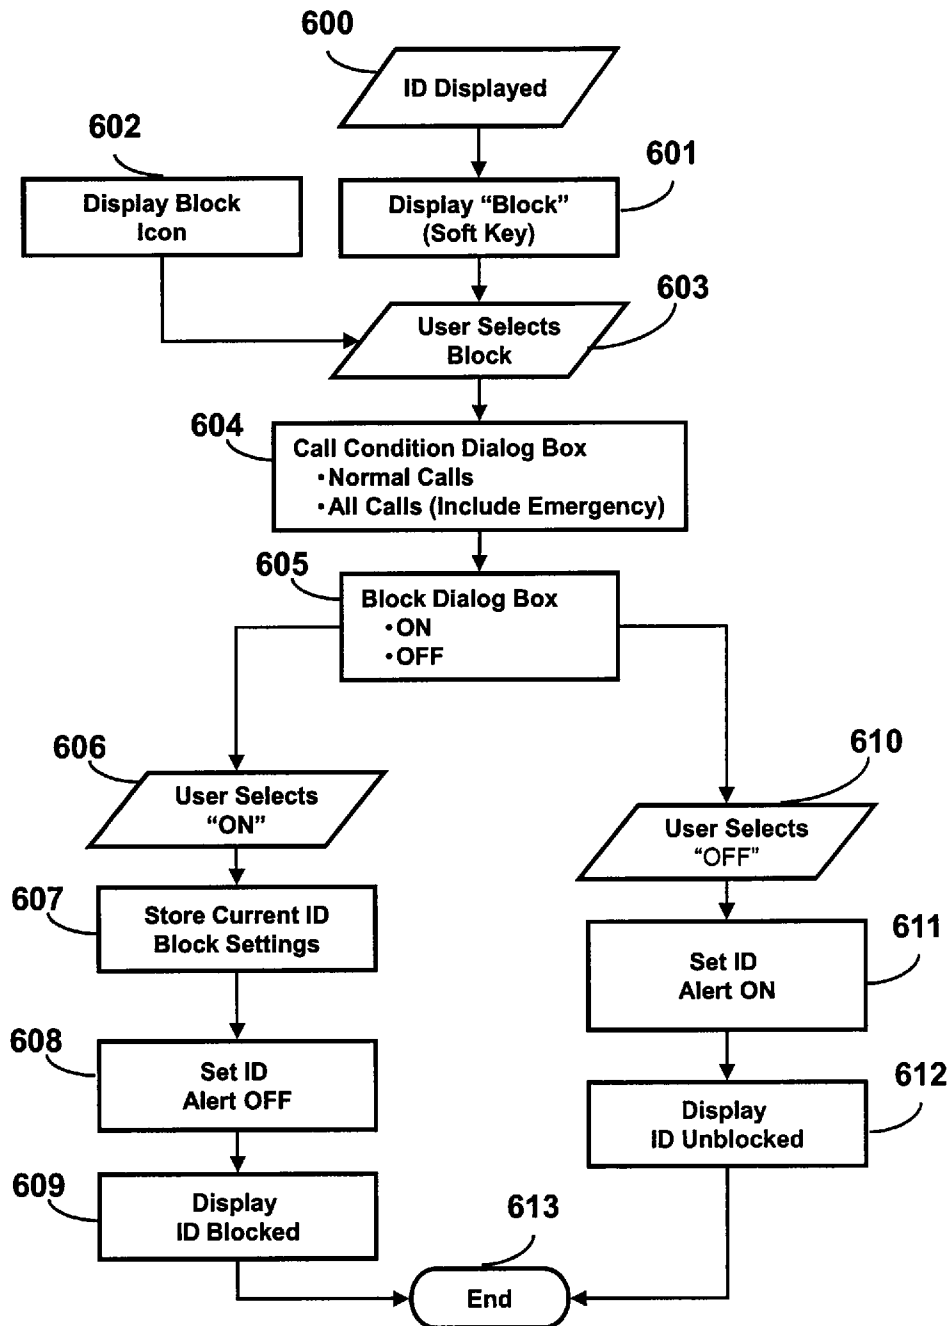 600
ID Displayed
602
601
Display Block
Icon
Display “Block”
(Soft Key)
603
User Selects
Block
604
Call Condition Dialog Box
·Normal Calls
·All Calls (Include Emergency)
605
Block Dialog Box
·ON
·OFF
606
User Selects
“ON”
610
User Selects
“OFF”
607
Store Current ID
Block Settings
611
Set ID
Alert ON
608
Set ID
Alert OFF
612
Display
ID Unblocked
609
Display
ID Blocked
613
End